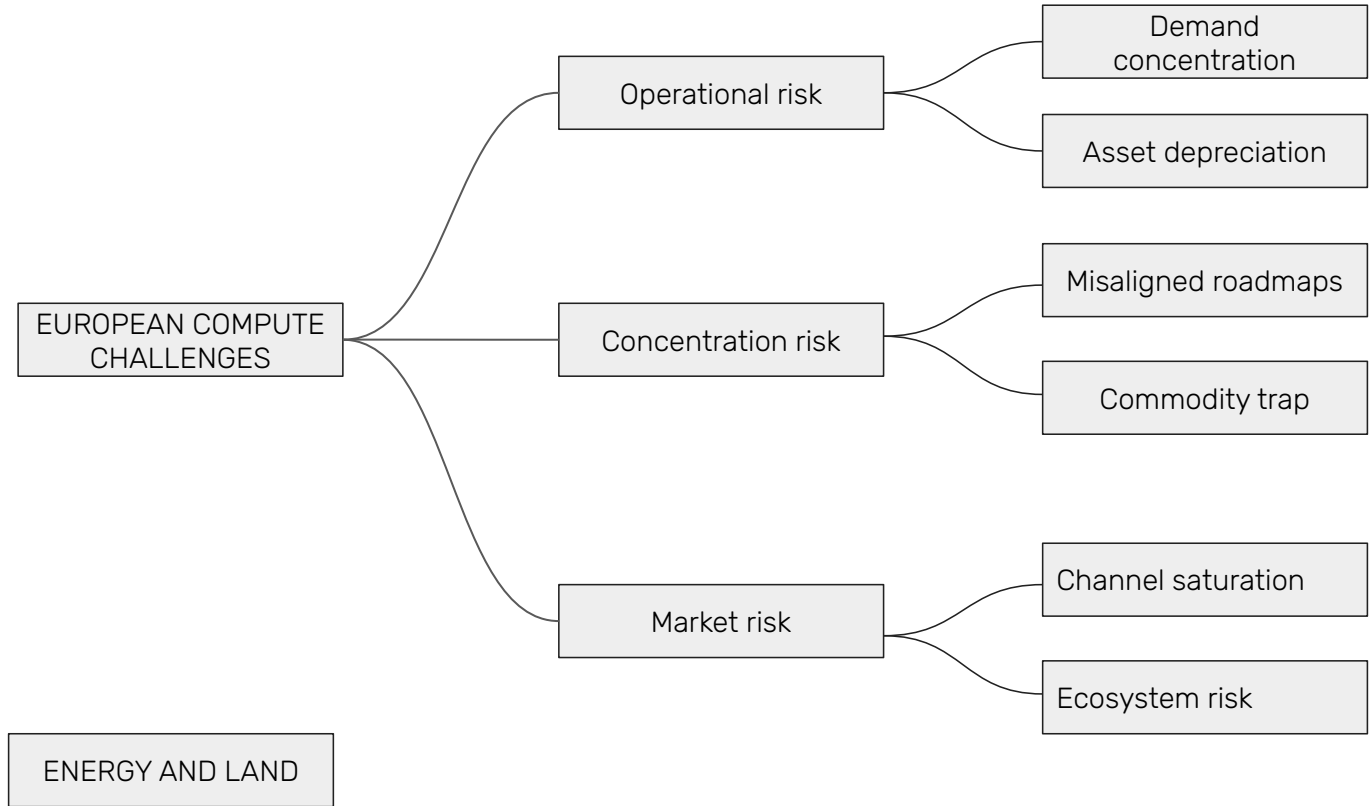 Demand
concentration
Operational risk
Asset depreciation
Misaligned roadmaps
EUROPEAN COMPUTE
CHALLENGES
Concentration risk
Commodity trap
Channel saturation
Market risk
Ecosystem risk
ENERGY AND LAND